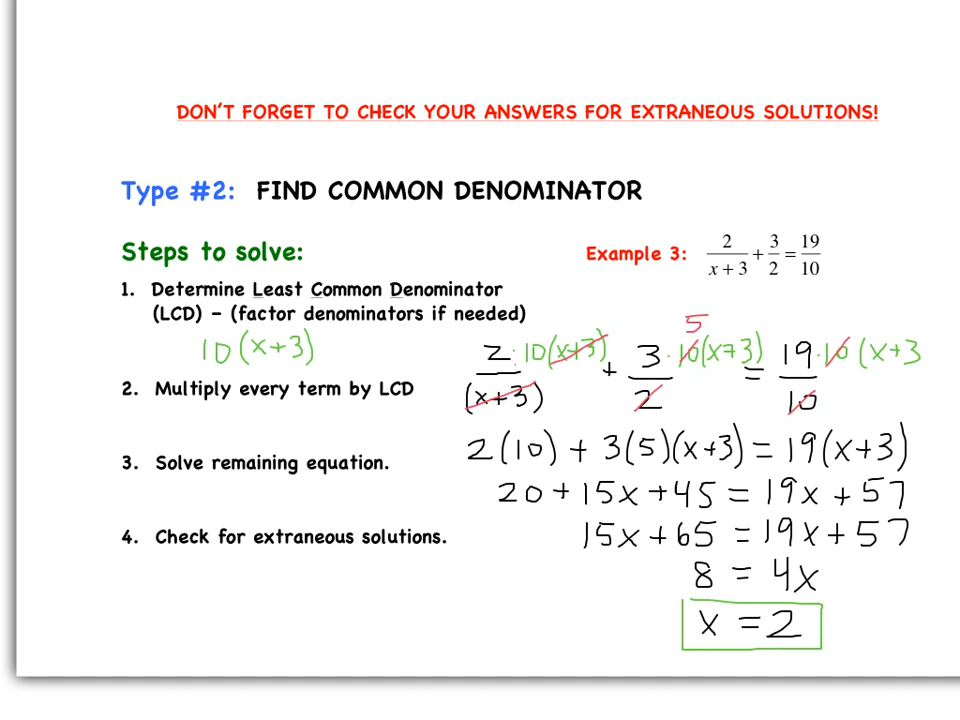 DON'T FORGET TO CHECK YOUR ANSWERS FOR EXTRANEOUS SOLUTIONS!
Type #2: FIND COMMON DENOMINATOR
Steps to solve:
Example 3: 2/(x + 3) + 3/2 = 19/10
1. Determine Least Common Denominator
(LCD) – (factor denominators if needed)
10(x+3)
5
2/(x+3) · 10(x+3) + 3/2 · 10(x+3) = 19/10 · 10(x+3
2. Multiply every term by LCD
2(10) + 3(5)(x+3) = 19(x+3)
3. Solve remaining equation.
20 + 15x + 45 = 19x + 57
15x + 65 = 19x + 57
4. Check for extraneous solutions.
8 = 4x
x = 2